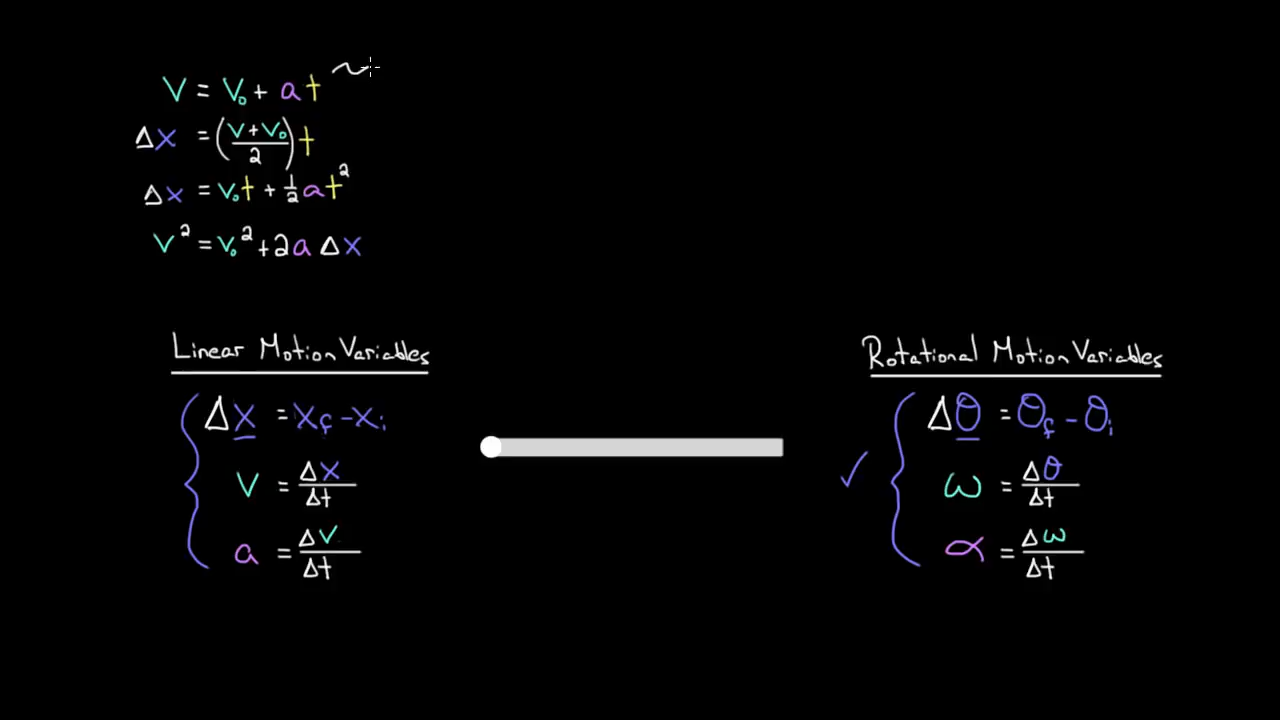 V = V₀ + at
Δx = (V + V₀ / 2) t
Δx = V₀t + ½at²
V² = V₀² + 2aΔx
Linear Motion Variables
Δx = x_f - x_i
V = Δx / Δt
a = ΔV / Δt
Rotational Motion Variables
Δθ = θ_f - θ_i
ω = Δθ / Δt
α = Δω / Δt